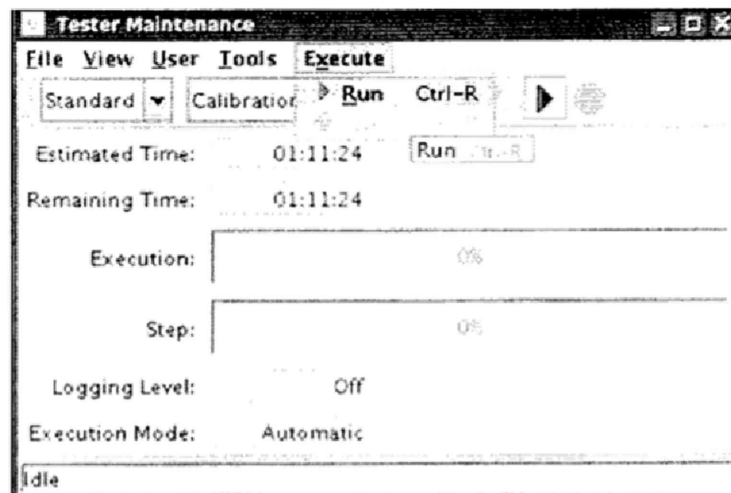 Tester Maintenance
File View User Tools Execute
Standard Calibration Run Ctrl-R
Estimated Time: 01:11:24 Run Ctrl-R
Remaining Time: 01:11:24
Execution: 0%
Step: 0%
Logging Level: Off
Execution Mode: Automatic
Idle